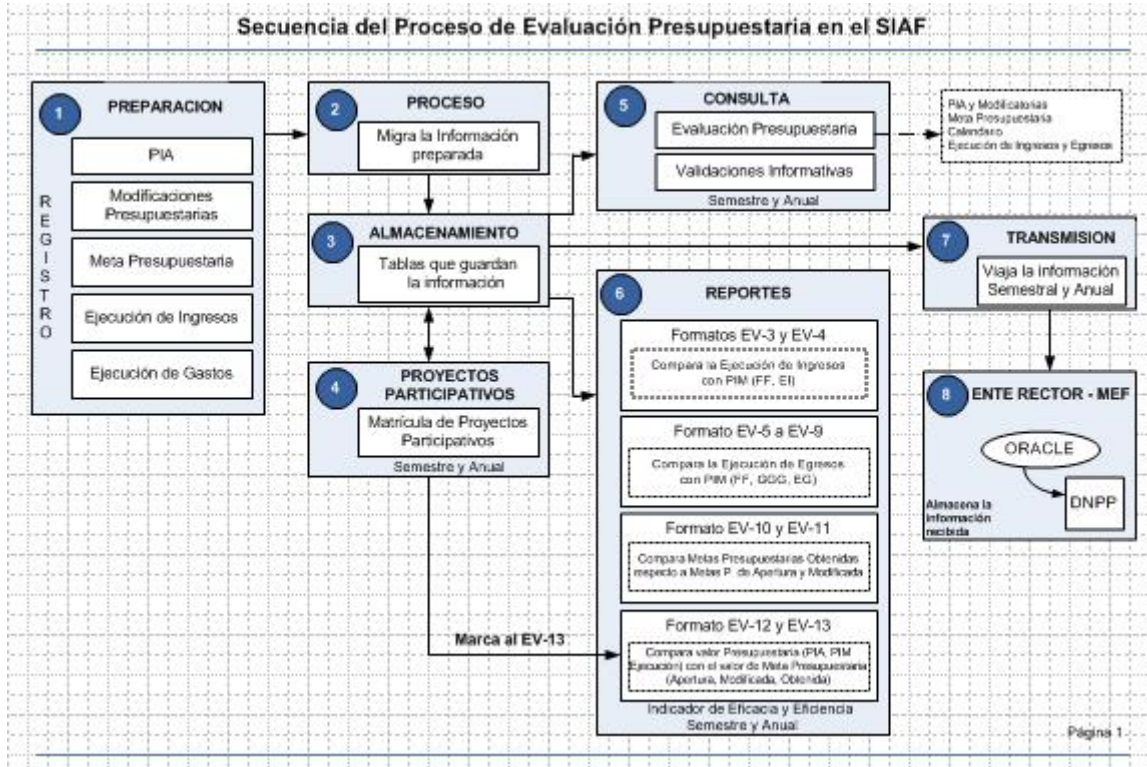 Secuencia del Proceso de Evaluación Presupuestaria en el SIAF
1
PREPARACION
REGISTRO
PIA
Modificaciones
Presupuestarias
Meta Presupuestaria
Ejecución de Ingresos
Ejecución de Gastos
2
PROCESO
Migra la Información
preparada
3
ALMACENAMIENTO
Tablas que guardan
la información
4
PROYECTOS
PARTICIPATIVOS
Matrícula de Proyectos
Participativos
Semestre y Anual
Marca al EV-13
5
CONSULTA
Evaluación Presupuestaria
Validaciones Informativas
Semestre y Anual
PIA y Modificatorias
Meta Presupuestaria
Calendario
Ejecución de Ingresos y Egresos
6
REPORTES
Formatos EV-3 y EV-4
Compara la Ejecución de Ingresos
con PIM (FF, EI)
Formato EV-5 a EV-9
Compara la Ejecución de Egresos
con PIM (FF, GGG, EG)
Formato EV-10 y EV-11
Compara Metas Presupuestarias Obtenidas
respecto a Metas P. de Apertura y Modificada
Formato EV-12 y EV-13
Compara valor Presupuestaria (PIA, PIM
Ejecución) con el valor de Meta Presupuestaria
(Apertura, Modificada, Obtenida)
Indicador de Eficacia y Eficiencia
Semestre y Anual
7
TRANSMISION
Viaja la información
Semestral y Anual
8
ENTE RECTOR - MEF
ORACLE
DNPP
Almacena la
información
recibida
Página 1